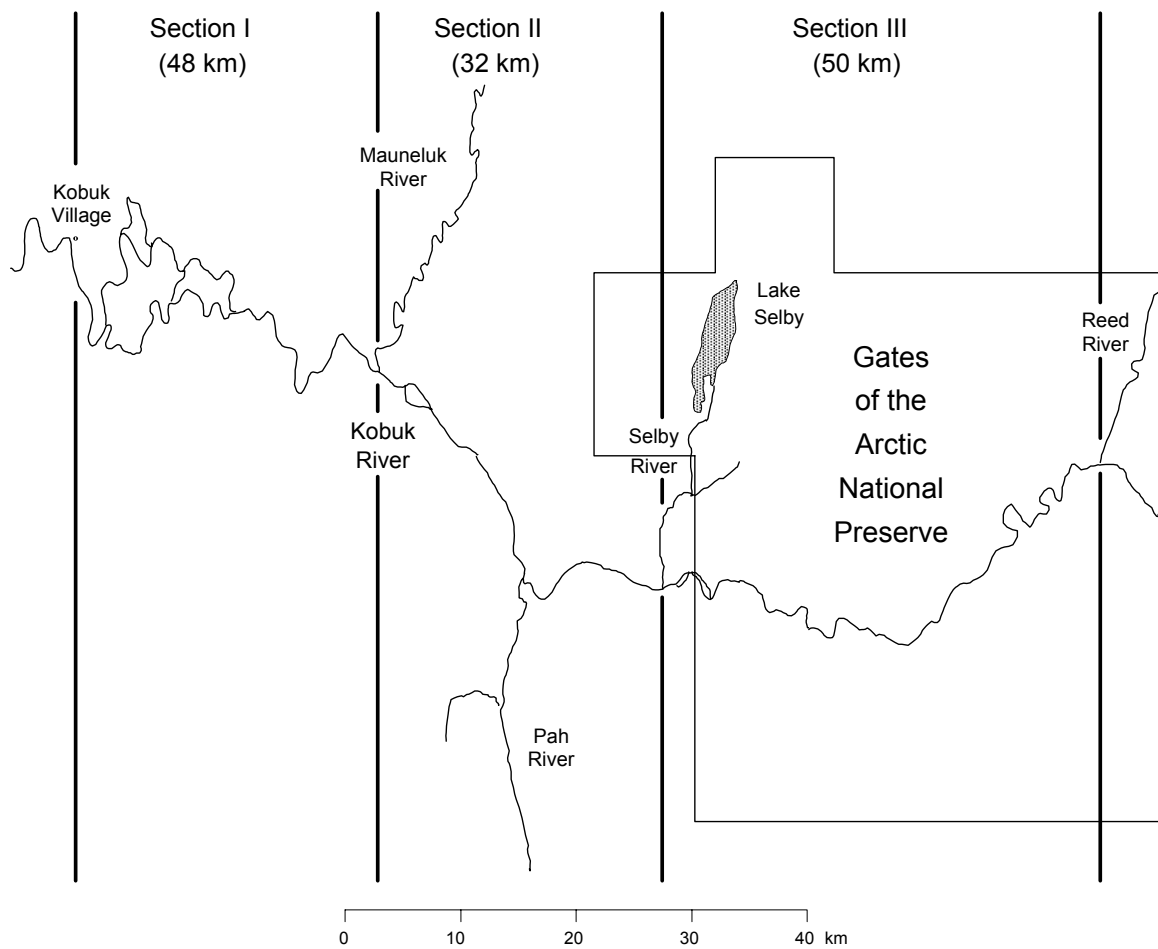 Section I
(48 km)
Section II
(32 km)
Section III
(50 km)
Mauneluk
River
Kobuk
Village
Lake
Selby
Reed
River
Gates
of the
Arctic
National
Preserve
Kobuk
River
Selby
River
Pah
River
0 10 20 30 40 km